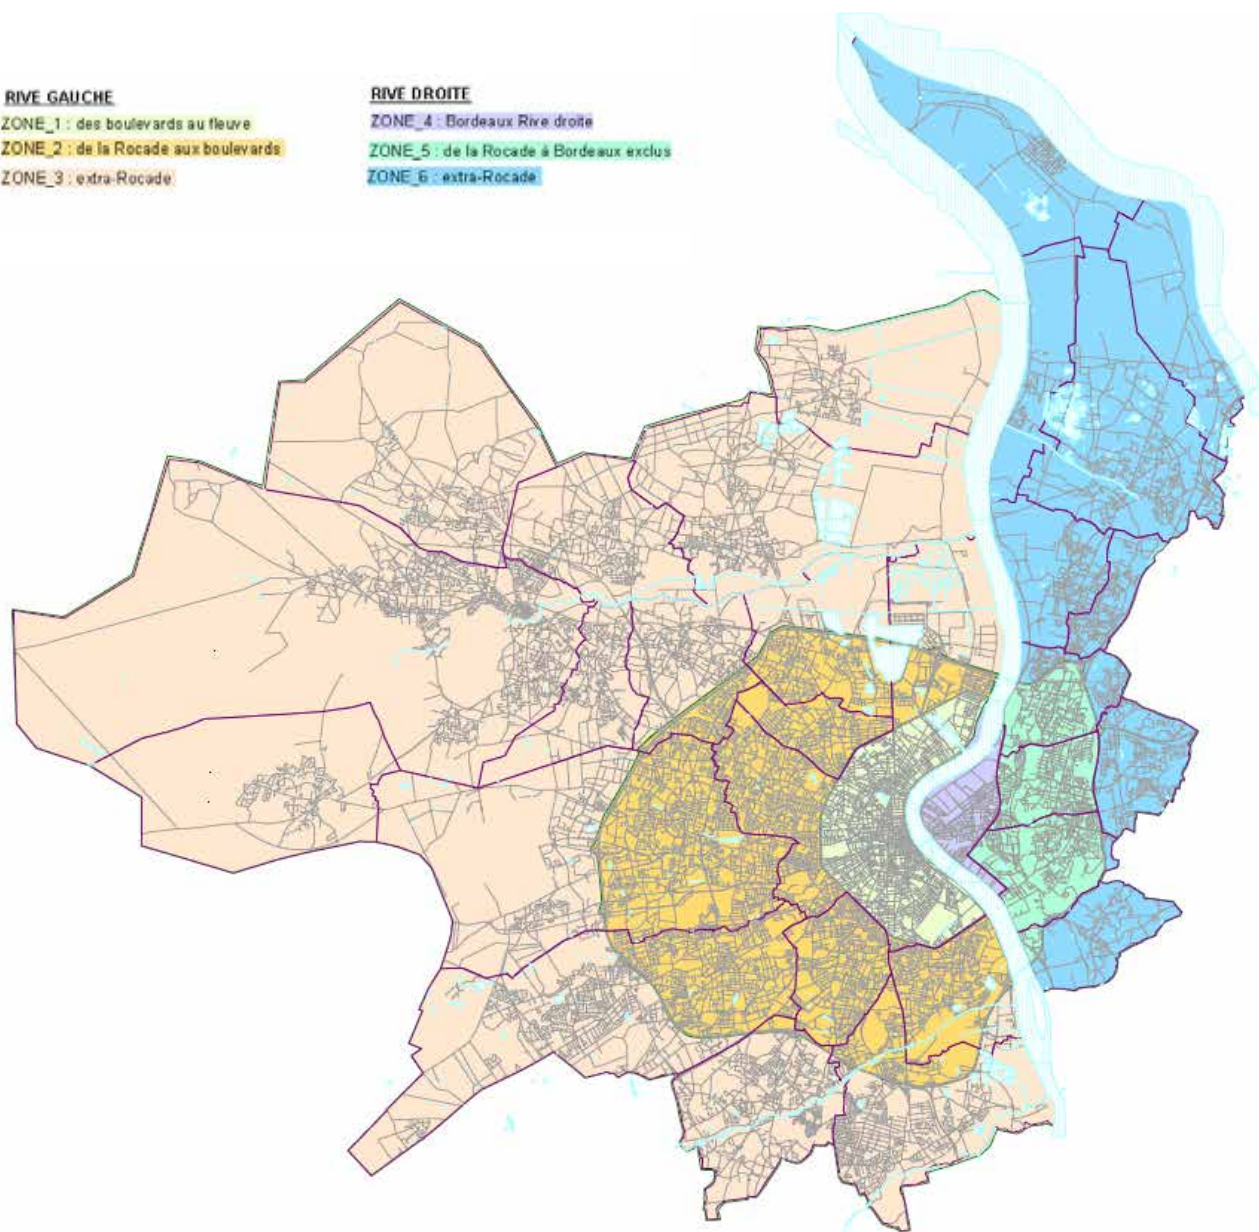 RIVE GAUCHE
ZONE_1 : des boulevards au fleuve
ZONE_2 : de la Rocade aux boulevards
ZONE_3 : extra-Rocade
RIVE DROITE
ZONE_4 : Bordeaux Rive droite
ZONE_5 : de la Rocade à Bordeaux exclus
ZONE_6 : extra-Rocade